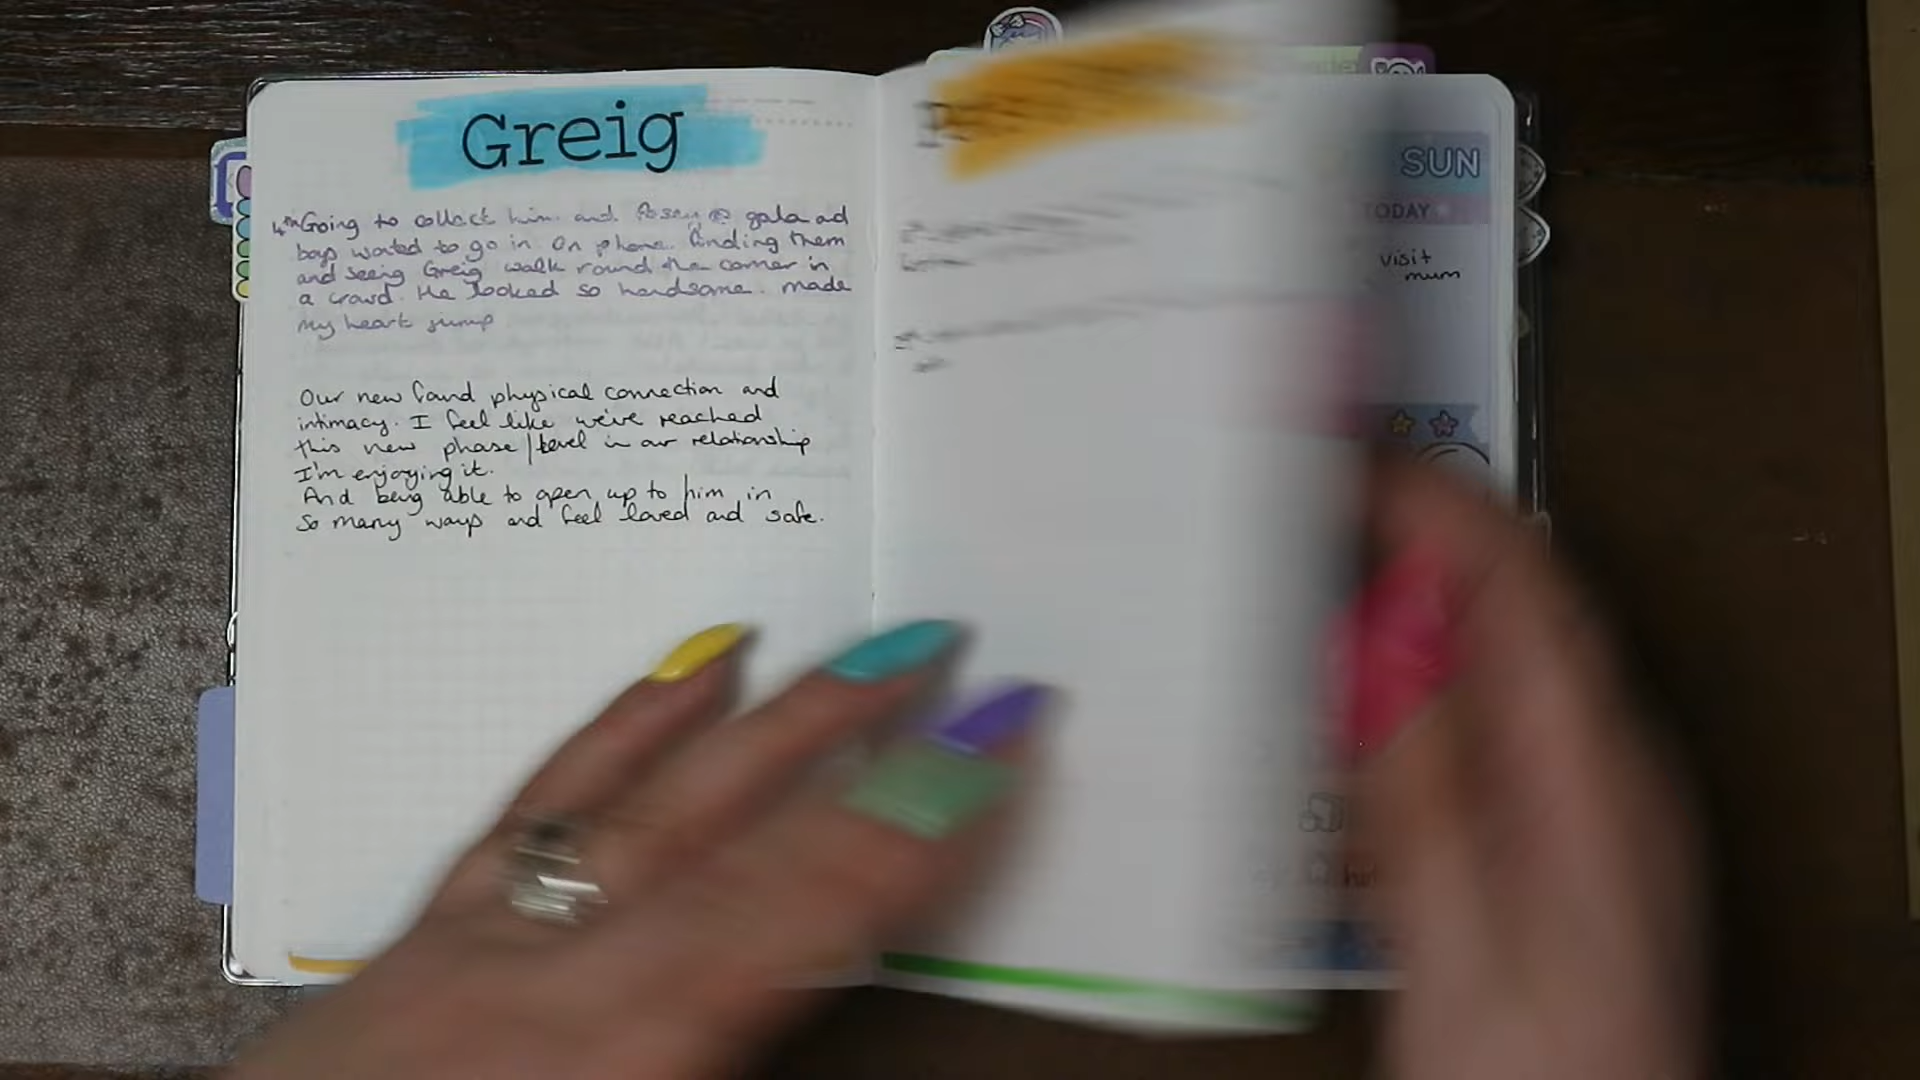 Greig
4th Going to collect him and Posey @ gala ad
boys wated to go in. On phone. finding them
and seeing Greig walk round the corner in
a crowd. He looked so handsome. made
my heart jump
Our new found physical connection and
intimacy. I feel like we've reached
this new phase/level in our relationship
I'm enjoying it.
And being able to open up to him in
so many ways and feel loved and safe.
SUN
TODAY
visit
mum